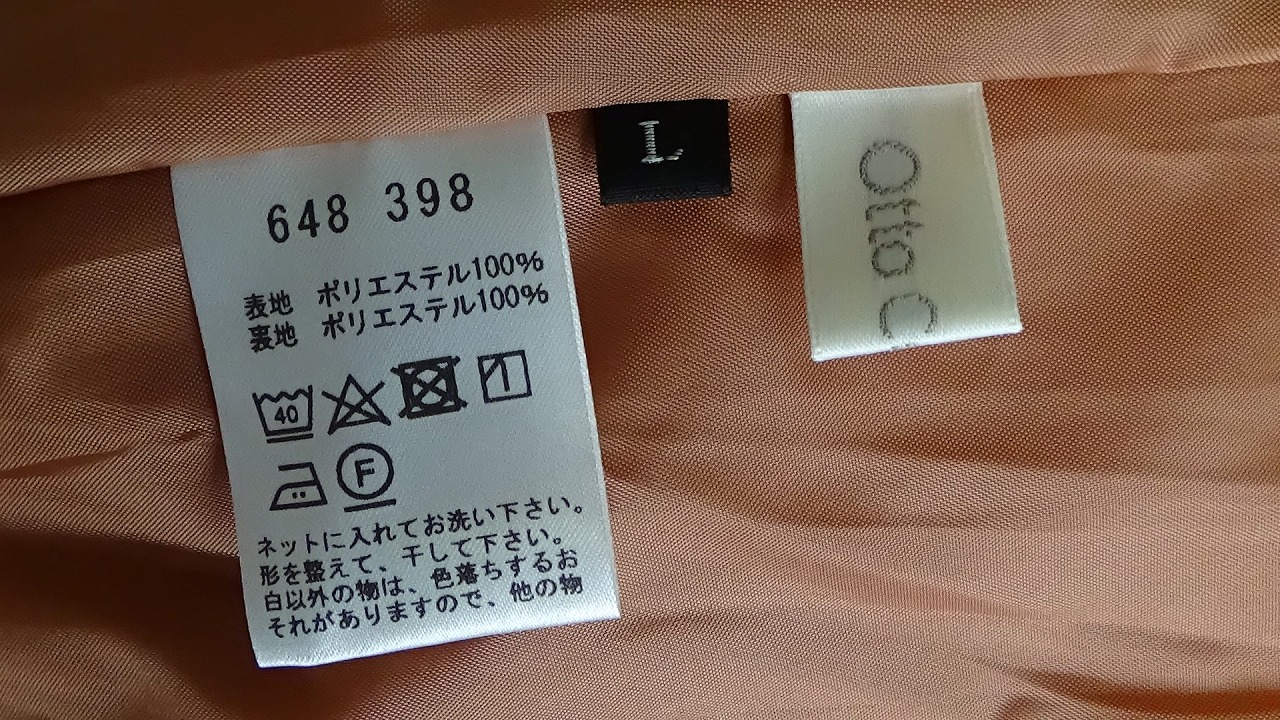 648 398
表地 ポリエステル100%
裏地 ポリエステル100%
40
F
ネットに入れてお洗い下さい。
形を整えて、干して下さい。
白以外の物は、色落ちするお
それがありますので、他の物
L
Otto C